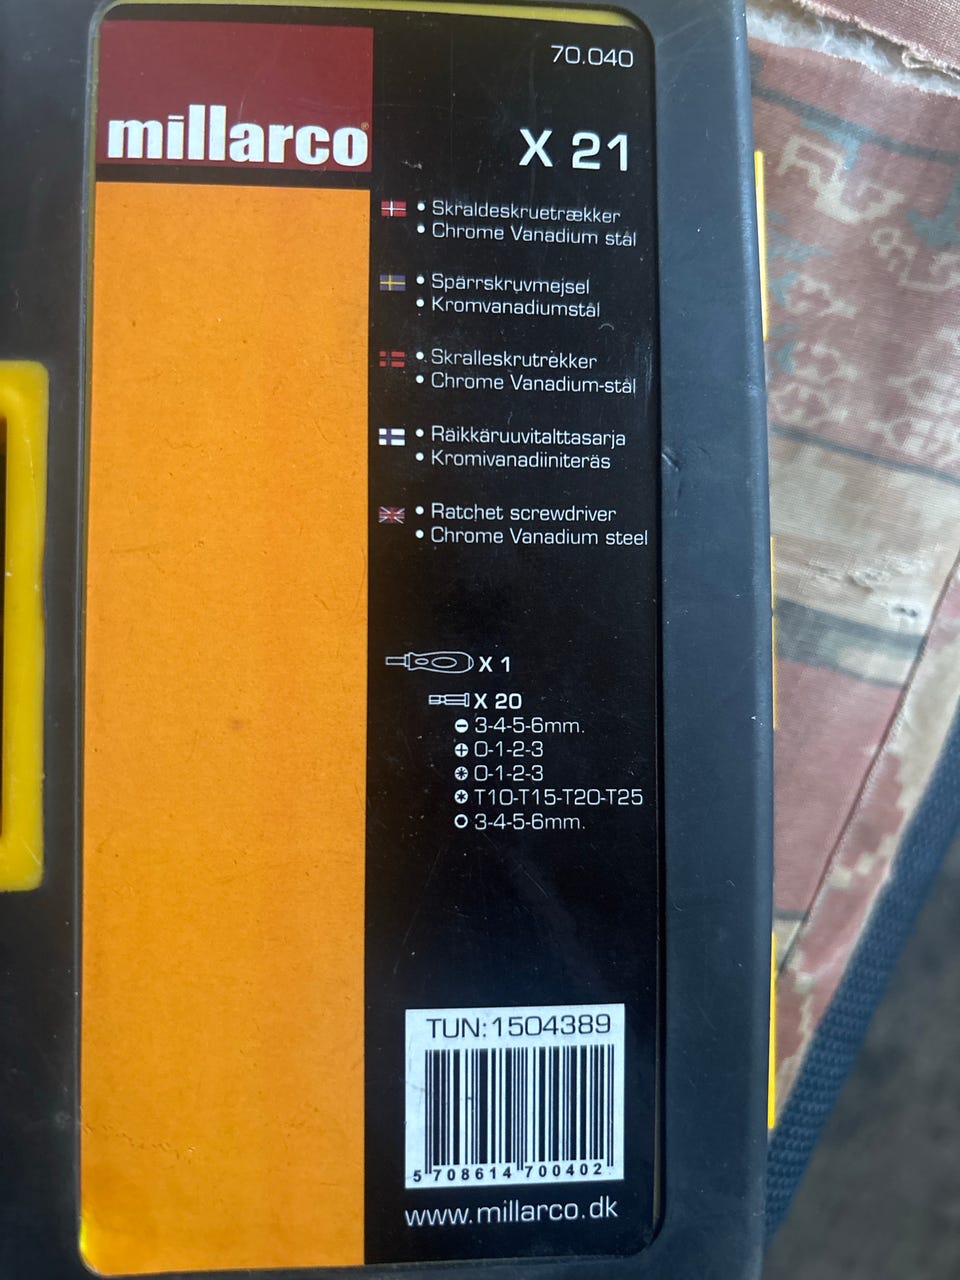 70.040
millarco
X 21
• Skraldeskruetrækker
• Chrome Vanadium stål
• Spärrskruvmejsel
• Kromvanadiumstål
• Skralleskrutrekker
• Chrome Vanadium-stål
• Räikkäruuvitalttasarja
• Kromivanadiiniteräs
• Ratchet screwdriver
• Chrome Vanadium steel
X 1
X 20
3-4-5-6mm.
0-1-2-3
0-1-2-3
T10-T15-T20-T25
3-4-5-6mm.
TUN:1504389
5 708614 700402
www.millarco.dk